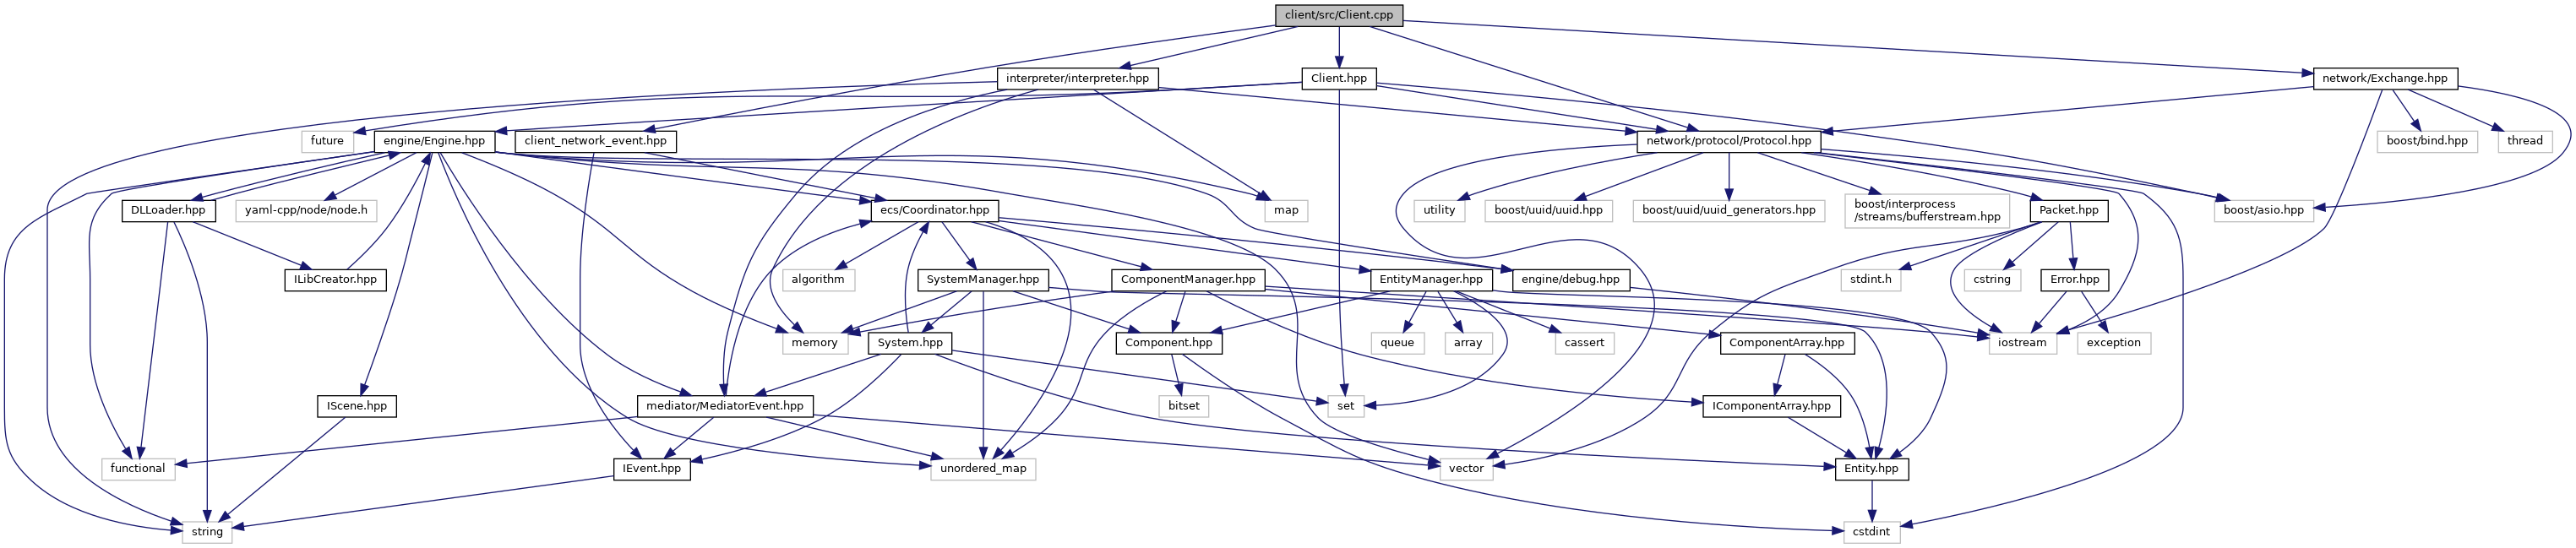 client/src/Client.cpp
interpreter/interpreter.hpp
Client.hpp
network/Exchange.hpp
future
engine/Engine.hpp
client_network_event.hpp
network/protocol/Protocol.hpp
boost/bind.hpp
thread
DLLoader.hpp
yaml-cpp/node/node.h
ecs/Coordinator.hpp
map
utility
boost/uuid/uuid.hpp
boost/uuid/uuid_generators.hpp
boost/interprocess
/streams/bufferstream.hpp
Packet.hpp
boost/asio.hpp
ILibCreator.hpp
algorithm
SystemManager.hpp
ComponentManager.hpp
EntityManager.hpp
engine/debug.hpp
stdint.h
cstring
Error.hpp
memory
System.hpp
Component.hpp
queue
array
cassert
ComponentArray.hpp
iostream
exception
IScene.hpp
mediator/MediatorEvent.hpp
bitset
set
IComponentArray.hpp
functional
IEvent.hpp
unordered_map
vector
Entity.hpp
string
cstdint